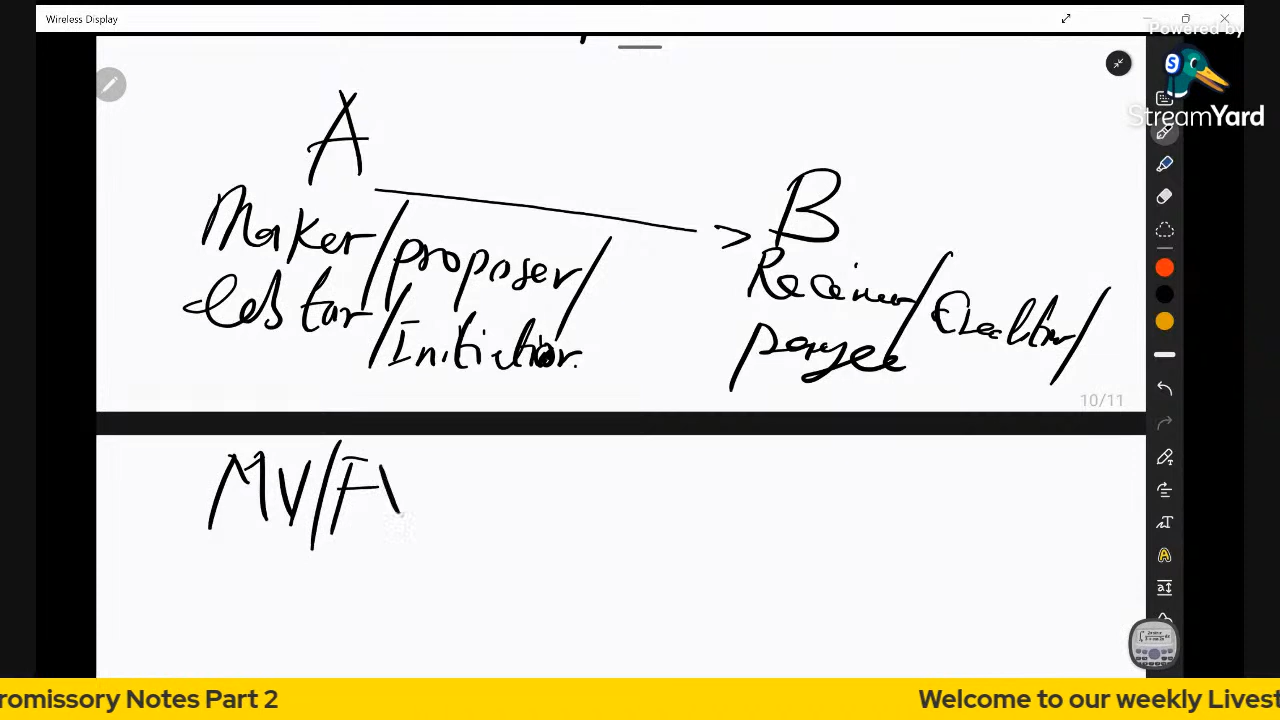 Wireless Display
Powered by
StreamYard
A
B
Maker/proposer/
debtor/Initiator.
Receiver/Creditor/
payee
10/11
MV/F
romissory Notes Part 2
Welcome to our weekly Livest